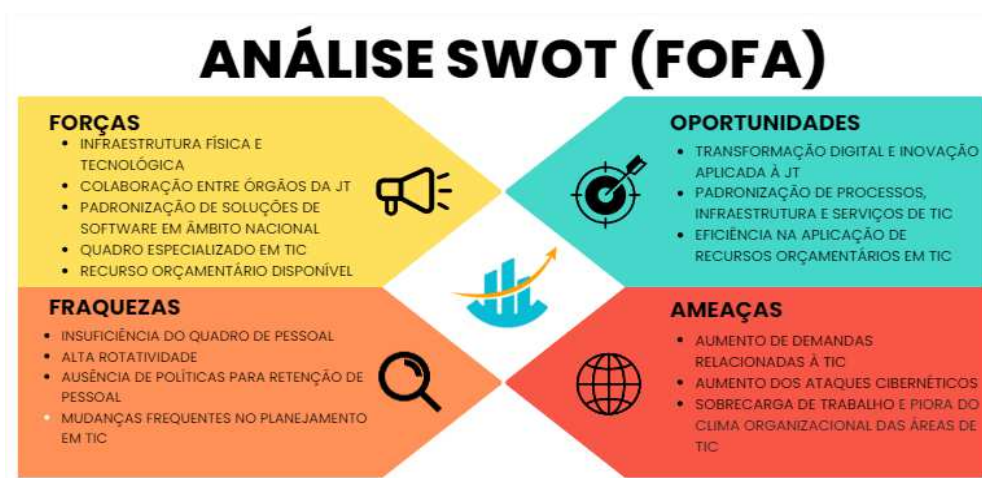 ANÁLISE SWOT (FOFA)
FORÇAS
• INFRAESTRUTURA FÍSICA E
TECNOLÓGICA
• COLABORAÇÃO ENTRE ÓRGÃOS DA JT
• PADRONIZAÇÃO DE SOLUÇÕES DE
SOFTWARE EM ÂMBITO NACIONAL
• QUADRO ESPECIALIZADO EM TIC
• RECURSO ORÇAMENTÁRIO DISPONÍVEL
OPORTUNIDADES
• TRANSFORMAÇÃO DIGITAL E INOVAÇÃO
APLICADA À JT
• PADRONIZAÇÃO DE PROCESSOS,
INFRAESTRUTURA E SERVIÇOS DE TIC
• EFICIÊNCIA NA APLICAÇÃO DE
RECURSOS ORÇAMENTÁRIOS EM TIC
FRAQUEZAS
• INSUFICIÊNCIA DO QUADRO DE PESSOAL
• ALTA ROTATIVIDADE
• AUSÊNCIA DE POLÍTICAS PARA RETENÇÃO DE
PESSOAL
• MUDANÇAS FREQUENTES NO PLANEJAMENTO
EM TIC
AMEAÇAS
• AUMENTO DE DEMANDAS
RELACIONADAS À TIC
• AUMENTO DOS ATAQUES CIBERNÉTICOS
• SOBRECARGA DE TRABALHO E PIORA DO
CLIMA ORGANIZACIONAL DAS ÁREAS DE
TIC